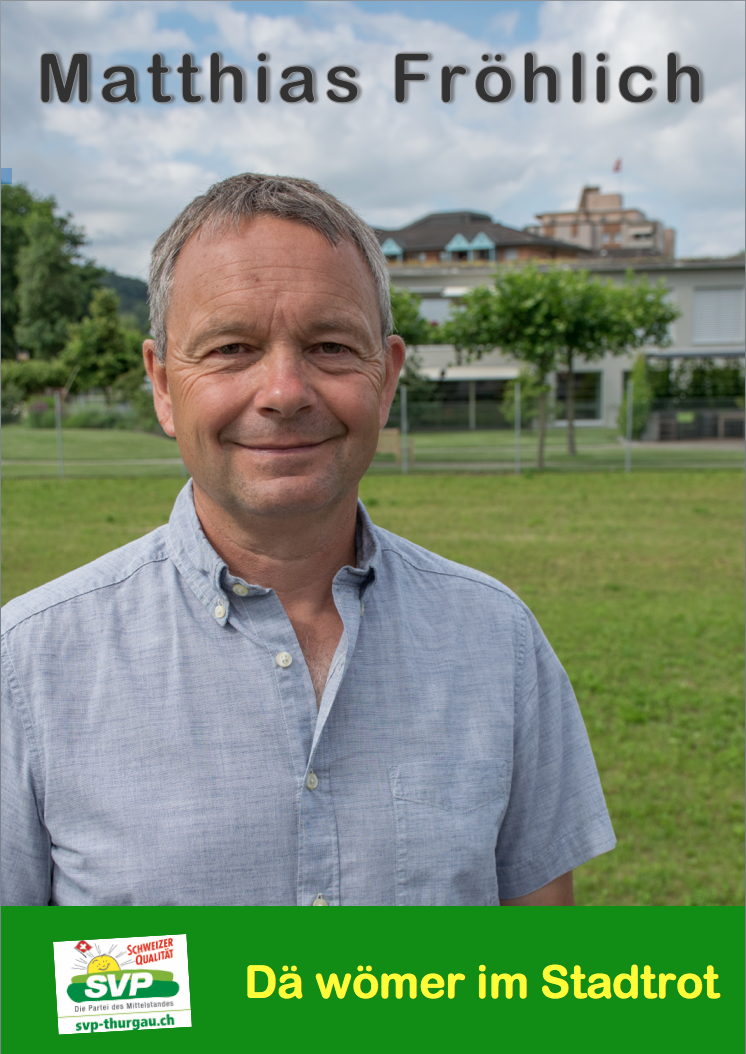 Matthias Fröhlich
SCHWEIZER
QUALITÄT
SVP
Die Partei des Mittelstandes
svp-thurgau.ch
Dä wömer im Stadtrot